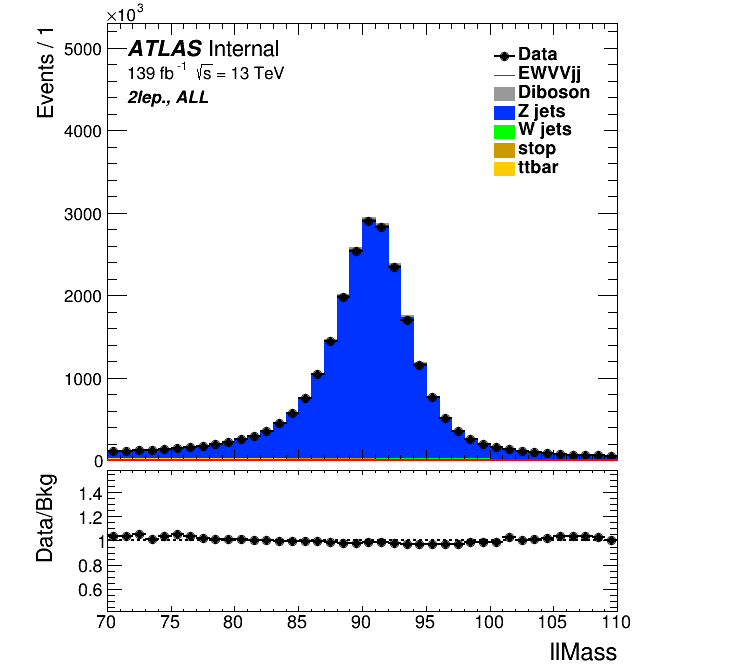 ×10³
Events / 1
5000
4000
3000
2000
1000
0
ATLAS Internal
139 fb⁻¹ √s = 13 TeV
2lep., ALL
Data
EWVVjj
Diboson
Z jets
W jets
stop
ttbar
Data/Bkg
1.4
1.2
1
0.8
0.6
70 75 80 85 90 95 100 105 110
llMass